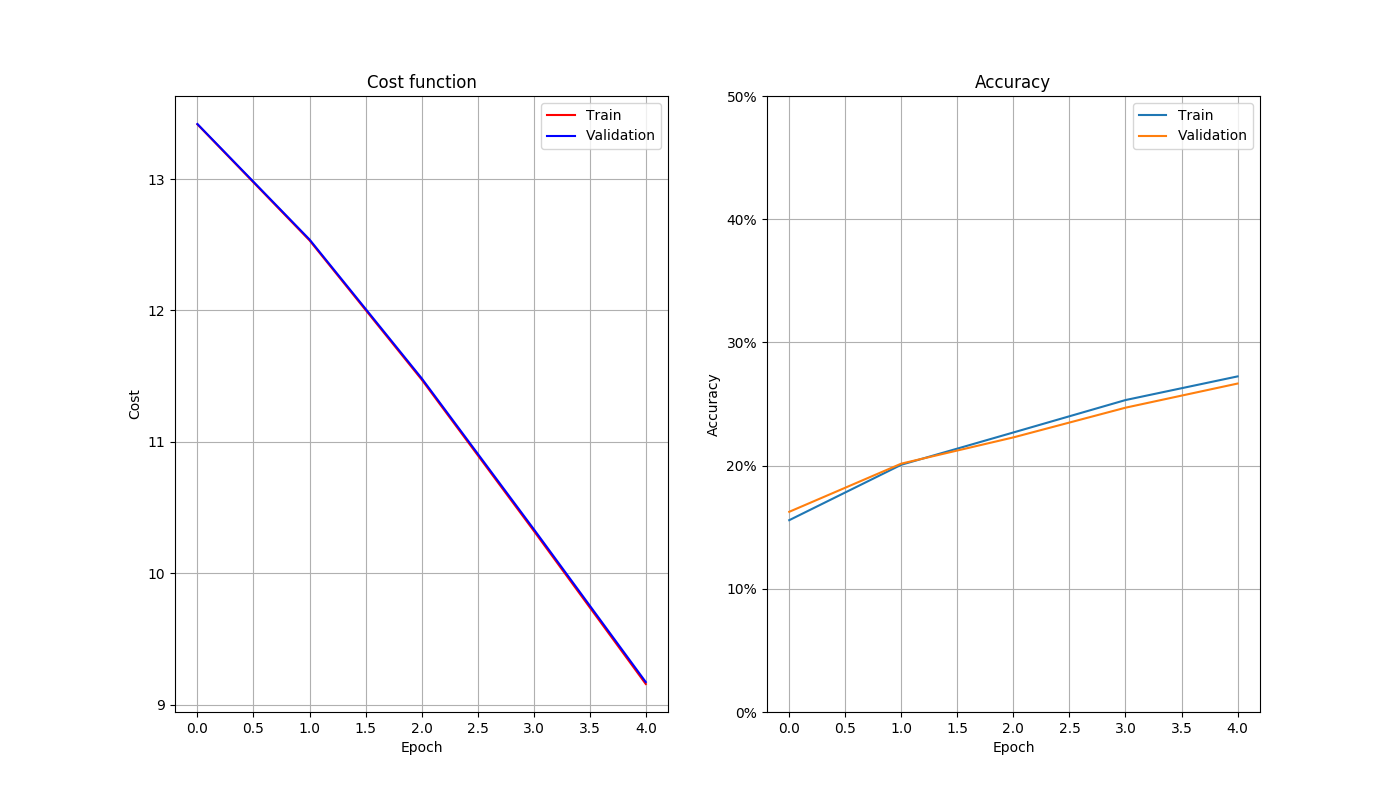 Cost function
Train
Validation
13
12
11
10
9
Cost
0.0 0.5 1.0 1.5 2.0 2.5 3.0 3.5 4.0
Epoch
Accuracy
Train
Validation
50%
40%
30%
20%
10%
0%
Accuracy
0.0 0.5 1.0 1.5 2.0 2.5 3.0 3.5 4.0
Epoch